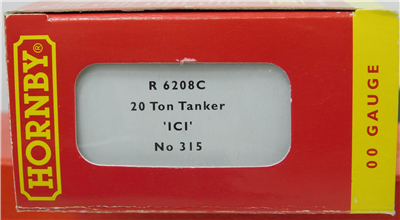 HORNBY®
R 6208C
20 Ton Tanker
'ICI'
No 315
00 GAUGE